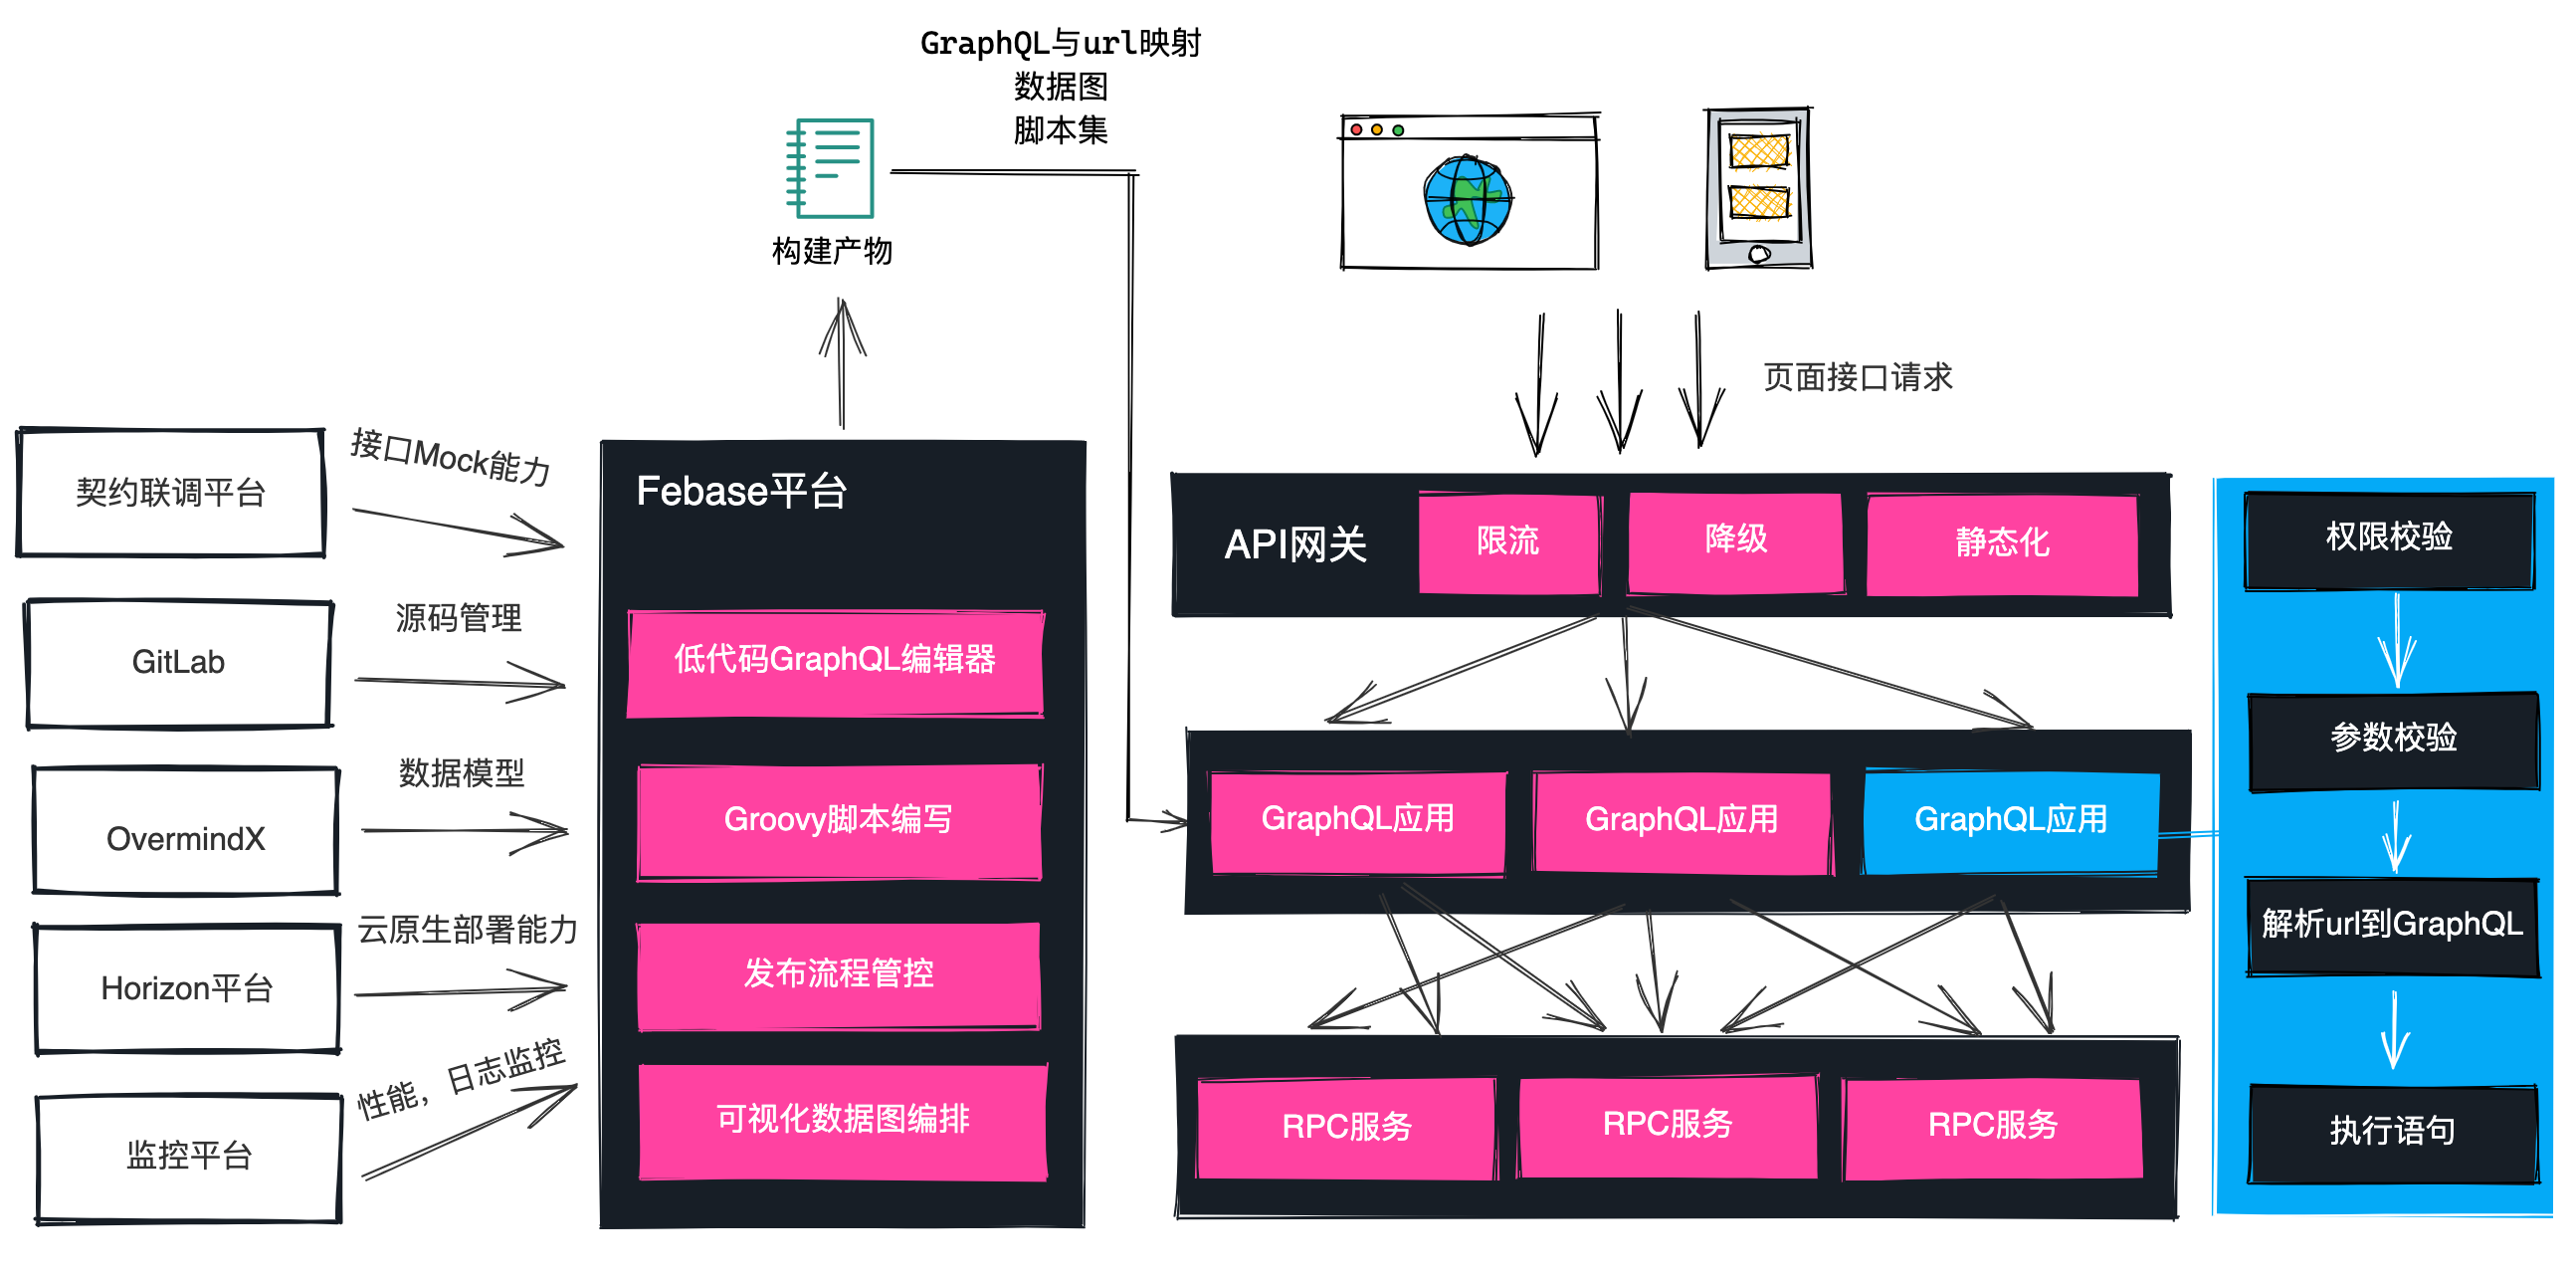 GraphQL与url映射
数据图
脚本集
构建产物
页面接口请求
契约联调平台
接口Mock能力
GitLab
源码管理
OvermindX
数据模型
Horizon平台
云原生部署能力
监控平台
性能，日志监控
Febase平台
低代码GraphQL编辑器
Groovy脚本编写
发布流程管控
可视化数据图编排
API网关
限流
降级
静态化
GraphQL应用
GraphQL应用
GraphQL应用
RPC服务
RPC服务
RPC服务
权限校验
参数校验
解析url到GraphQL
执行语句